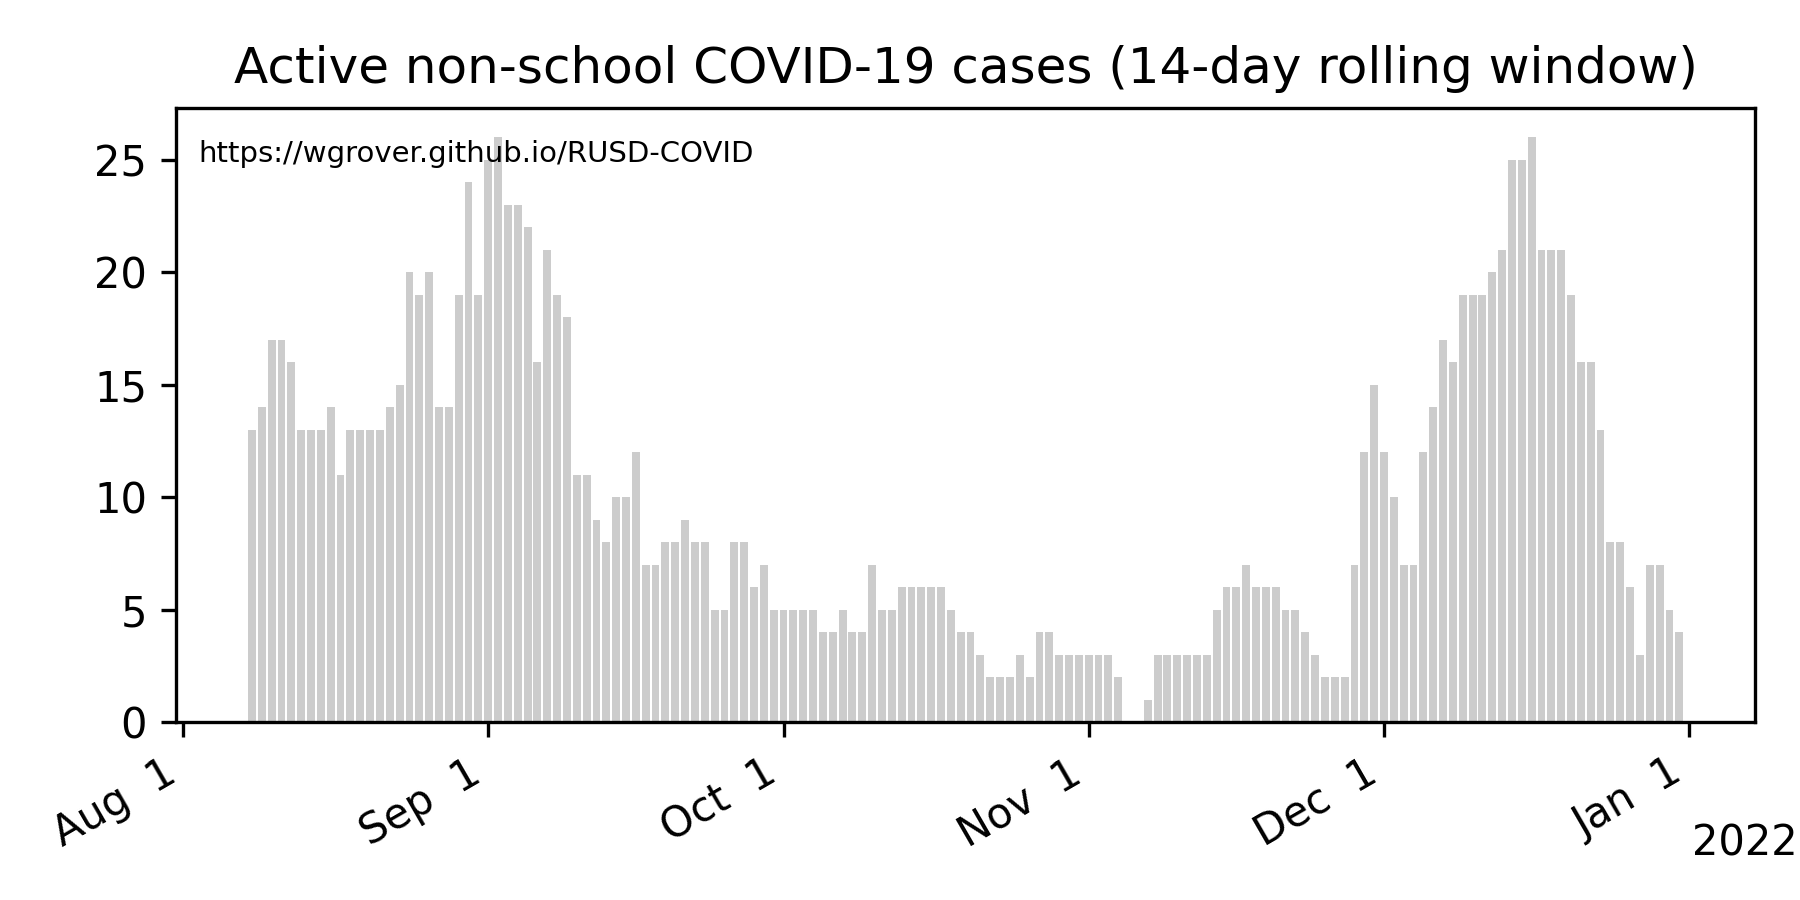 Active non-school COVID-19 cases (14-day rolling window)
https://wgrover.github.io/RUSD-COVID
25
20
15
10
5
0
Aug 1
Sep 1
Oct 1
Nov 1
Dec 1
Jan 1
2022